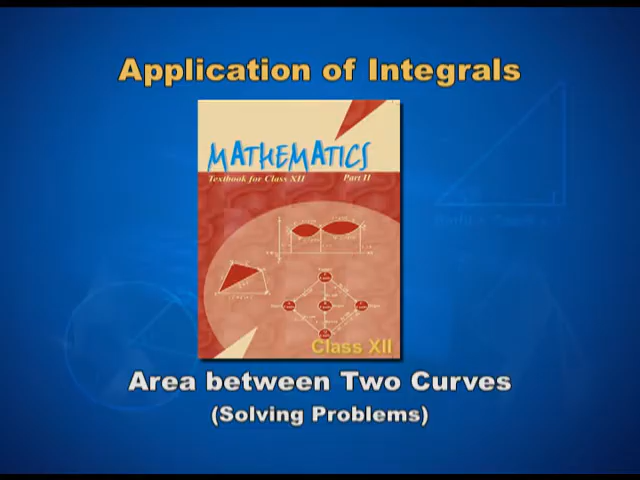 Application of Integrals
MATHEMATICS
Textbook for Class XII Part II
Class XII
Area between Two Curves
(Solving Problems)